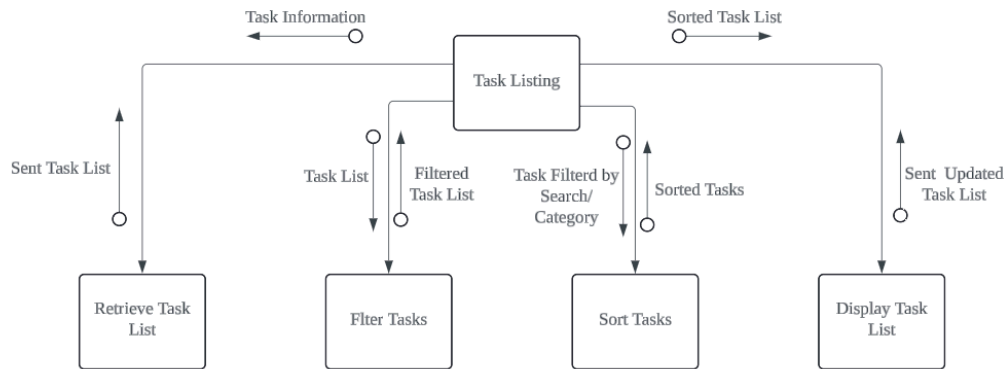 Task Information
Sorted Task List
Task Listing
Sent Task List
Task List
Filtered
Task List
Task Filterd by
Search/
Category
Sorted Tasks
Sent Updated
Task List
Retrieve Task
List
Flter Tasks
Sort Tasks
Display Task
List